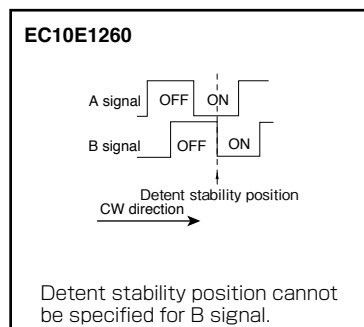 EC10E1260
A signal OFF ON
B signal OFF ON
Detent stability position
CW direction
Detent stability position cannot
be specified for B signal.